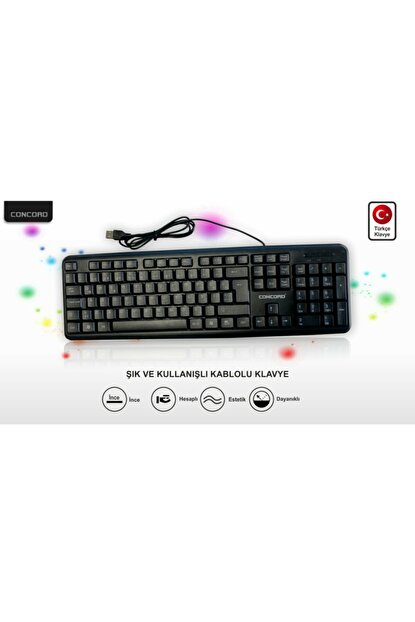 CONCORD
Türkçe
Klavye
CONCORD
ŞIK VE KULLANIŞLI KABLOLU KLAVYE
İnce
İnce
Hesaplı
Estetik
Dayanıklı